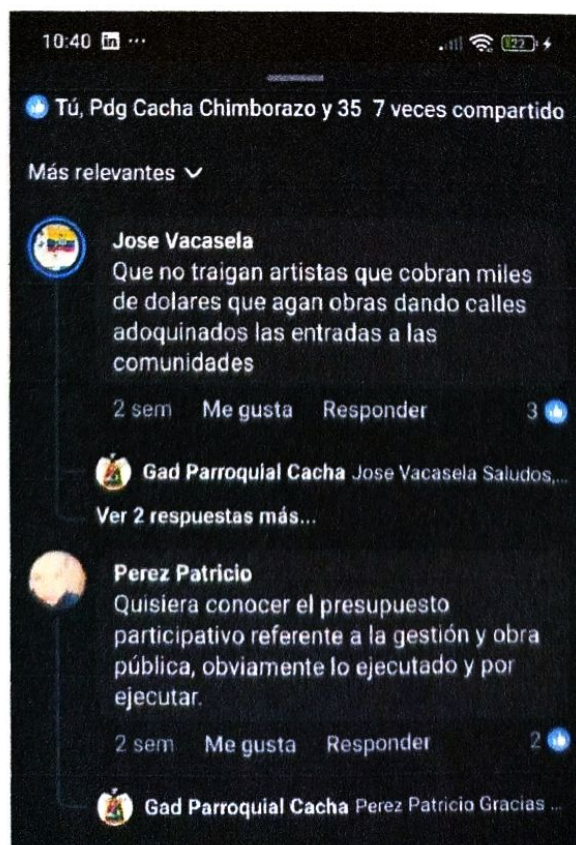 10:40 in ...
22
Tú, Pdg Cacha Chimborazo y 35 7 veces compartido
Más relevantes
Jose Vacasela
Que no traigan artistas que cobran miles
de dolares que agan obras dando calles
adoquinados las entradas a las
comunidades
2 sem Me gusta Responder 3
Gad Parroquial Cacha Jose Vacasela Saludos,...
Ver 2 respuestas más...
Perez Patricio
Quisiera conocer el presupuesto
participativo referente a la gestión y obra
pública, obviamente lo ejecutado y por
ejecutar.
2 sem Me gusta Responder 2
Gad Parroquial Cacha Perez Patricio Gracias ...